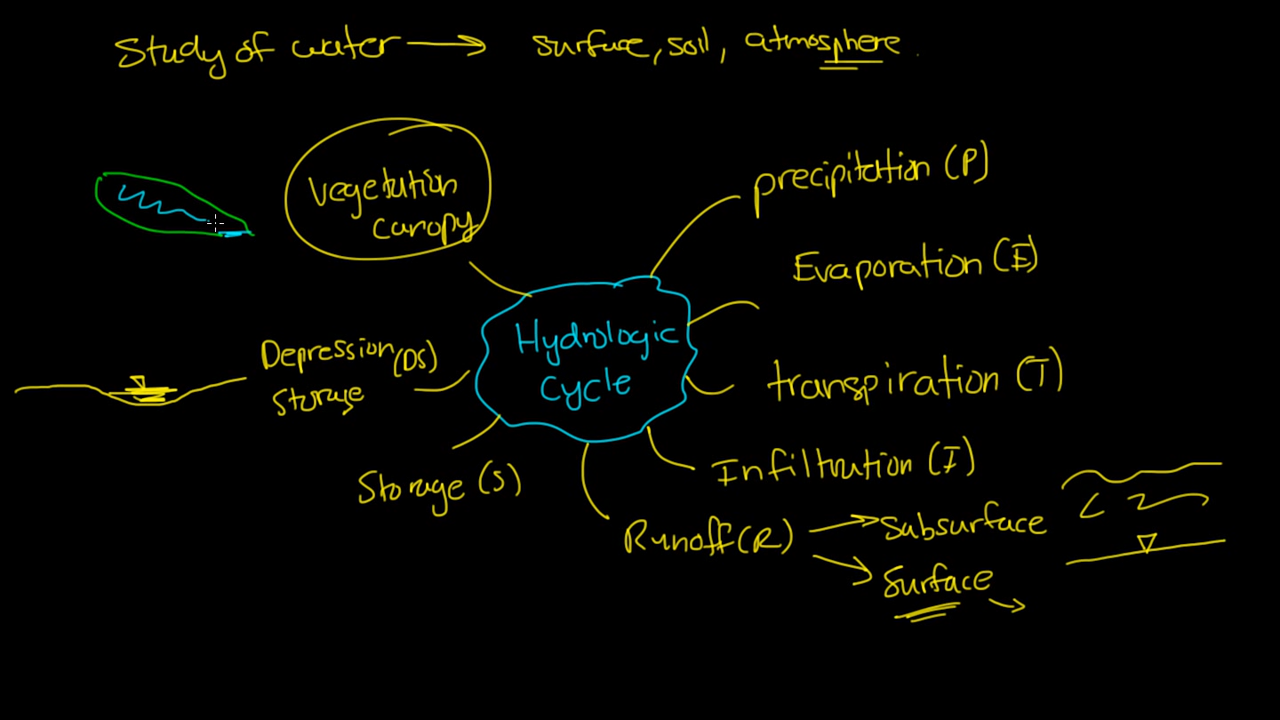 Study of water → surface, soil, atmosphere.
Vegetation
canopy
precipitation (P)
Evaporation (E)
Hydrologic
cycle
Depression (DS)
storage
transpiration (T)
Storage (S)
Infiltration (I)
Runoff (R)
subsurface
surface